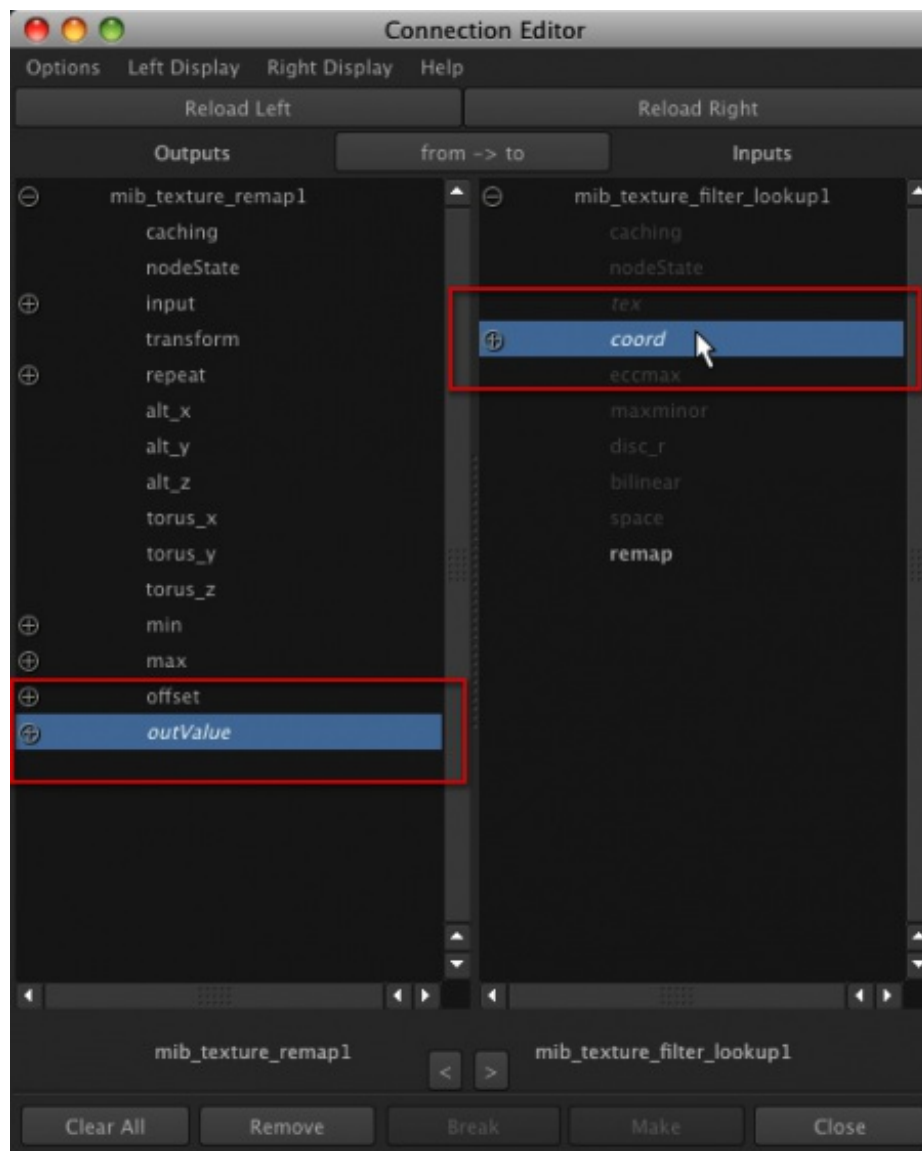 Connection Editor
Options Left Display Right Display Help
Reload Left Reload Right
Outputs from -> to Inputs
mib_texture_remap1
caching
nodeState
input
transform
repeat
alt_x
alt_y
alt_z
torus_x
torus_y
torus_z
min
max
offset
outValue
mib_texture_filter_lookup1
caching
nodeState
tex
coord
eccmax
maxminor
disc_r
bilinear
space
remap
mib_texture_remap1 < > mib_texture_filter_lookup1
Clear All Remove Break Make Close